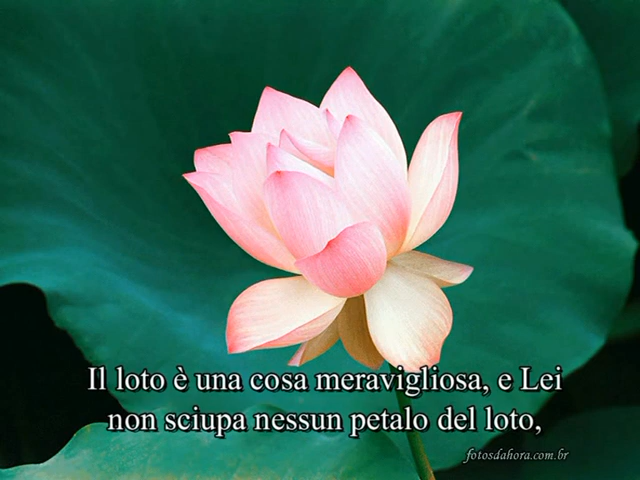 Il loto è una cosa meravigliosa, e Lei
non sciupa nessun petalo del loto,
fotosdahora.com.br